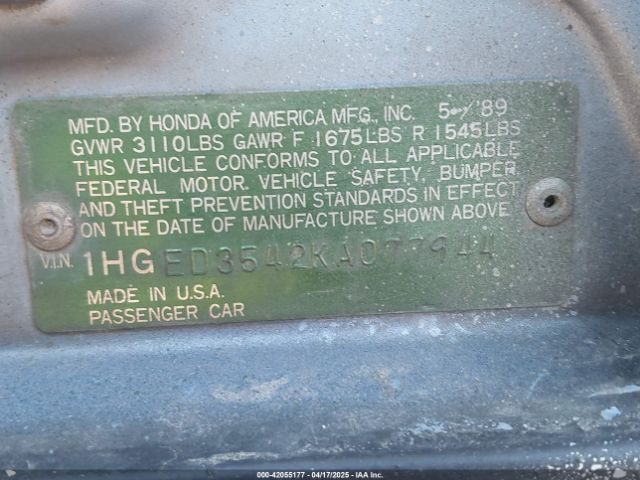 MFD. BY HONDA OF AMERICA MFG., INC. 5 / '89
GVWR 3110LBS GAWR F 1675LBS R 1545LBS
THIS VEHICLE CONFORMS TO ALL APPLICABLE
FEDERAL MOTOR VEHICLE SAFETY, BUMPER,
AND THEFT PREVENTION STANDARDS IN EFFECT
ON THE DATE OF MANUFACTURE SHOWN ABOVE
V.I.N. 1HGED3542KA077944
MADE IN U.S.A.
PASSENGER CAR
000-42055177 - 04/17/2025 - IAA Inc.